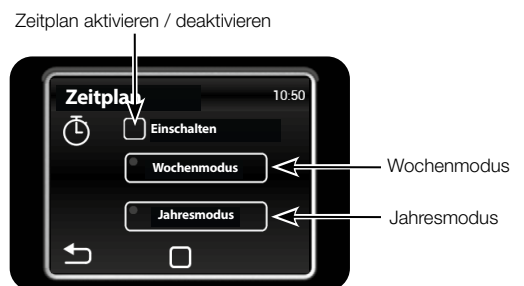 Zeitplan aktivieren / deaktivieren
Zeitplan 10:50
Einschalten
Wochenmodus
Wochenmodus
Jahresmodus
Jahresmodus